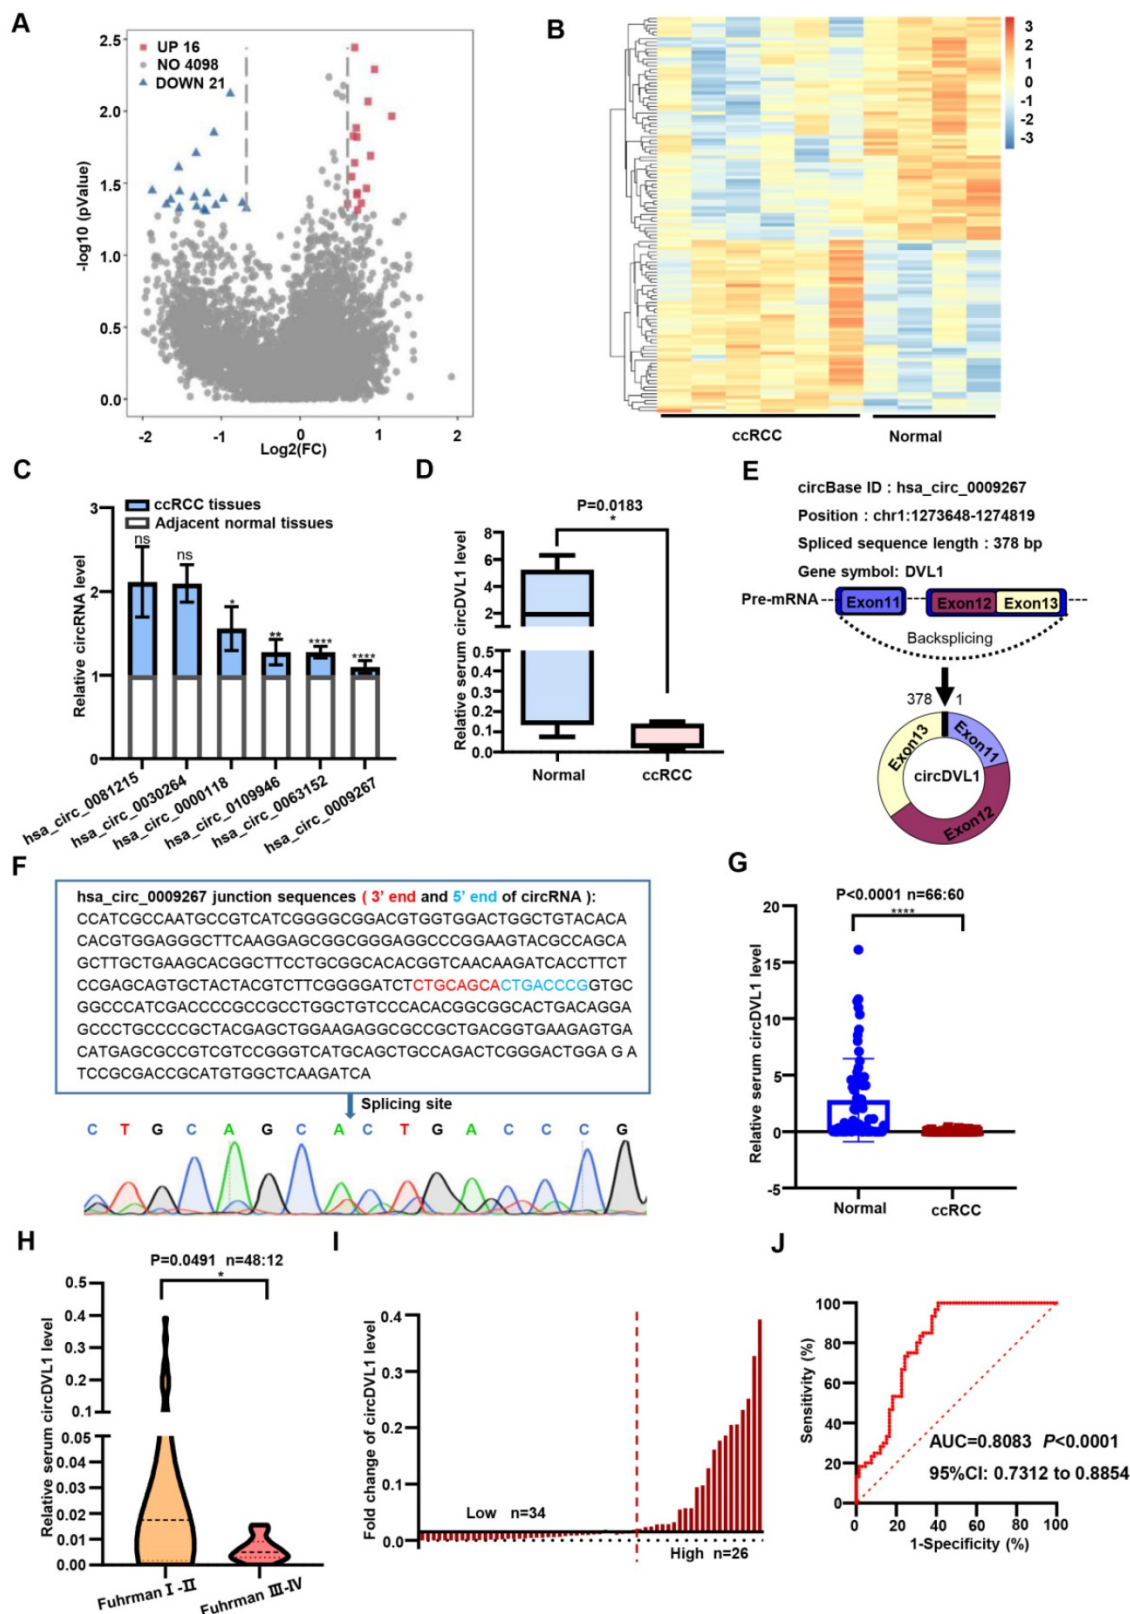 A
UP 16
NO 4098
DOWN 21
2.5
2.0
1.5
1.0
0.5
0.0
-log10 (pValue)
-2
-1
0
1
2
Log2(FC)
B
3
2
1
0
-1
-2
-3
ccRCC
Normal
C
ccRCC tissues
Adjacent normal tissues
3
2
1
0
Relative circRNA level
ns
ns
*
**
****
****
hsa_circ_0081215
hsa_circ_0030264
hsa_circ_0000118
hsa_circ_0109946
hsa_circ_0063152
hsa_circ_0009267
D
P=0.0183
*
8
6
4
2
0.5
0.4
0.3
0.2
0.1
0.0
Relative serum circDVL1 level
Normal
ccRCC
E
circBase ID : hsa_circ_0009267
Position : chr1:1273648-1274819
Spliced sequence length : 378 bp
Gene symbol: DVL1
Pre-mRNA
Exon11
Exon12
Exon13
Backsplicing
378
1
Exon13
Exon11
circDVL1
Exon12
F
hsa_circ_0009267 junction sequences ( 3’ end and 5’ end of circRNA ):
CCATCGCCAATGCCGTCATCGGGGCGGACGTGGTGGACTGGCTGTACACA
CACGTGGAGGGCTTCAAGGAGCGGCGGGAGGCCCGGAAGTACGCCAGCA
GCTTGCTGAAGCACGGCTTCCTGCGGCACACGGTCAACAAGATCACCTTCT
CCGAGCAGTGCTACTACGTCTTCGGGGATCTCTGCAGCACTGACCCGGTGC
GGCCCATCGACCCCGCCGCCTGGCTGTCCCACACGGCGGCACTGACAGGA
GCCCTGCCCCGCTACGAGCTGGAAGAGGCGCCGCTGACGGTGAAGAGTGA
CATGAGCGCCGTCGTCCGGGTCATGCAGCTGCCAGACTCGGGACTGGA G A
TCCGCGACCGCATGTGGCTCAAGATCA
Splicing site
C T G C A G C A C T G A C C C G
G
P<0.0001 n=66:60
****
20
15
10
5
0
-5
Relative serum circDVL1 level
Normal
ccRCC
H
P=0.0491 n=48:12
*
0.5
0.4
0.3
0.2
0.1
0.05
0.04
0.03
0.02
0.01
0.00
Relative serum circDVL1 level
Fuhrman Ⅰ-Ⅱ
Fuhrman Ⅲ-Ⅳ
I
0.4
0.3
0.2
0.1
0.0
Fold change of circDVL1 level
Low n=34
High n=26
J
100
80
60
40
20
0
Sensitivity (%)
AUC=0.8083 P<0.0001
95%CI: 0.7312 to 0.8854
0
20
40
60
80
100
1-Specificity (%)